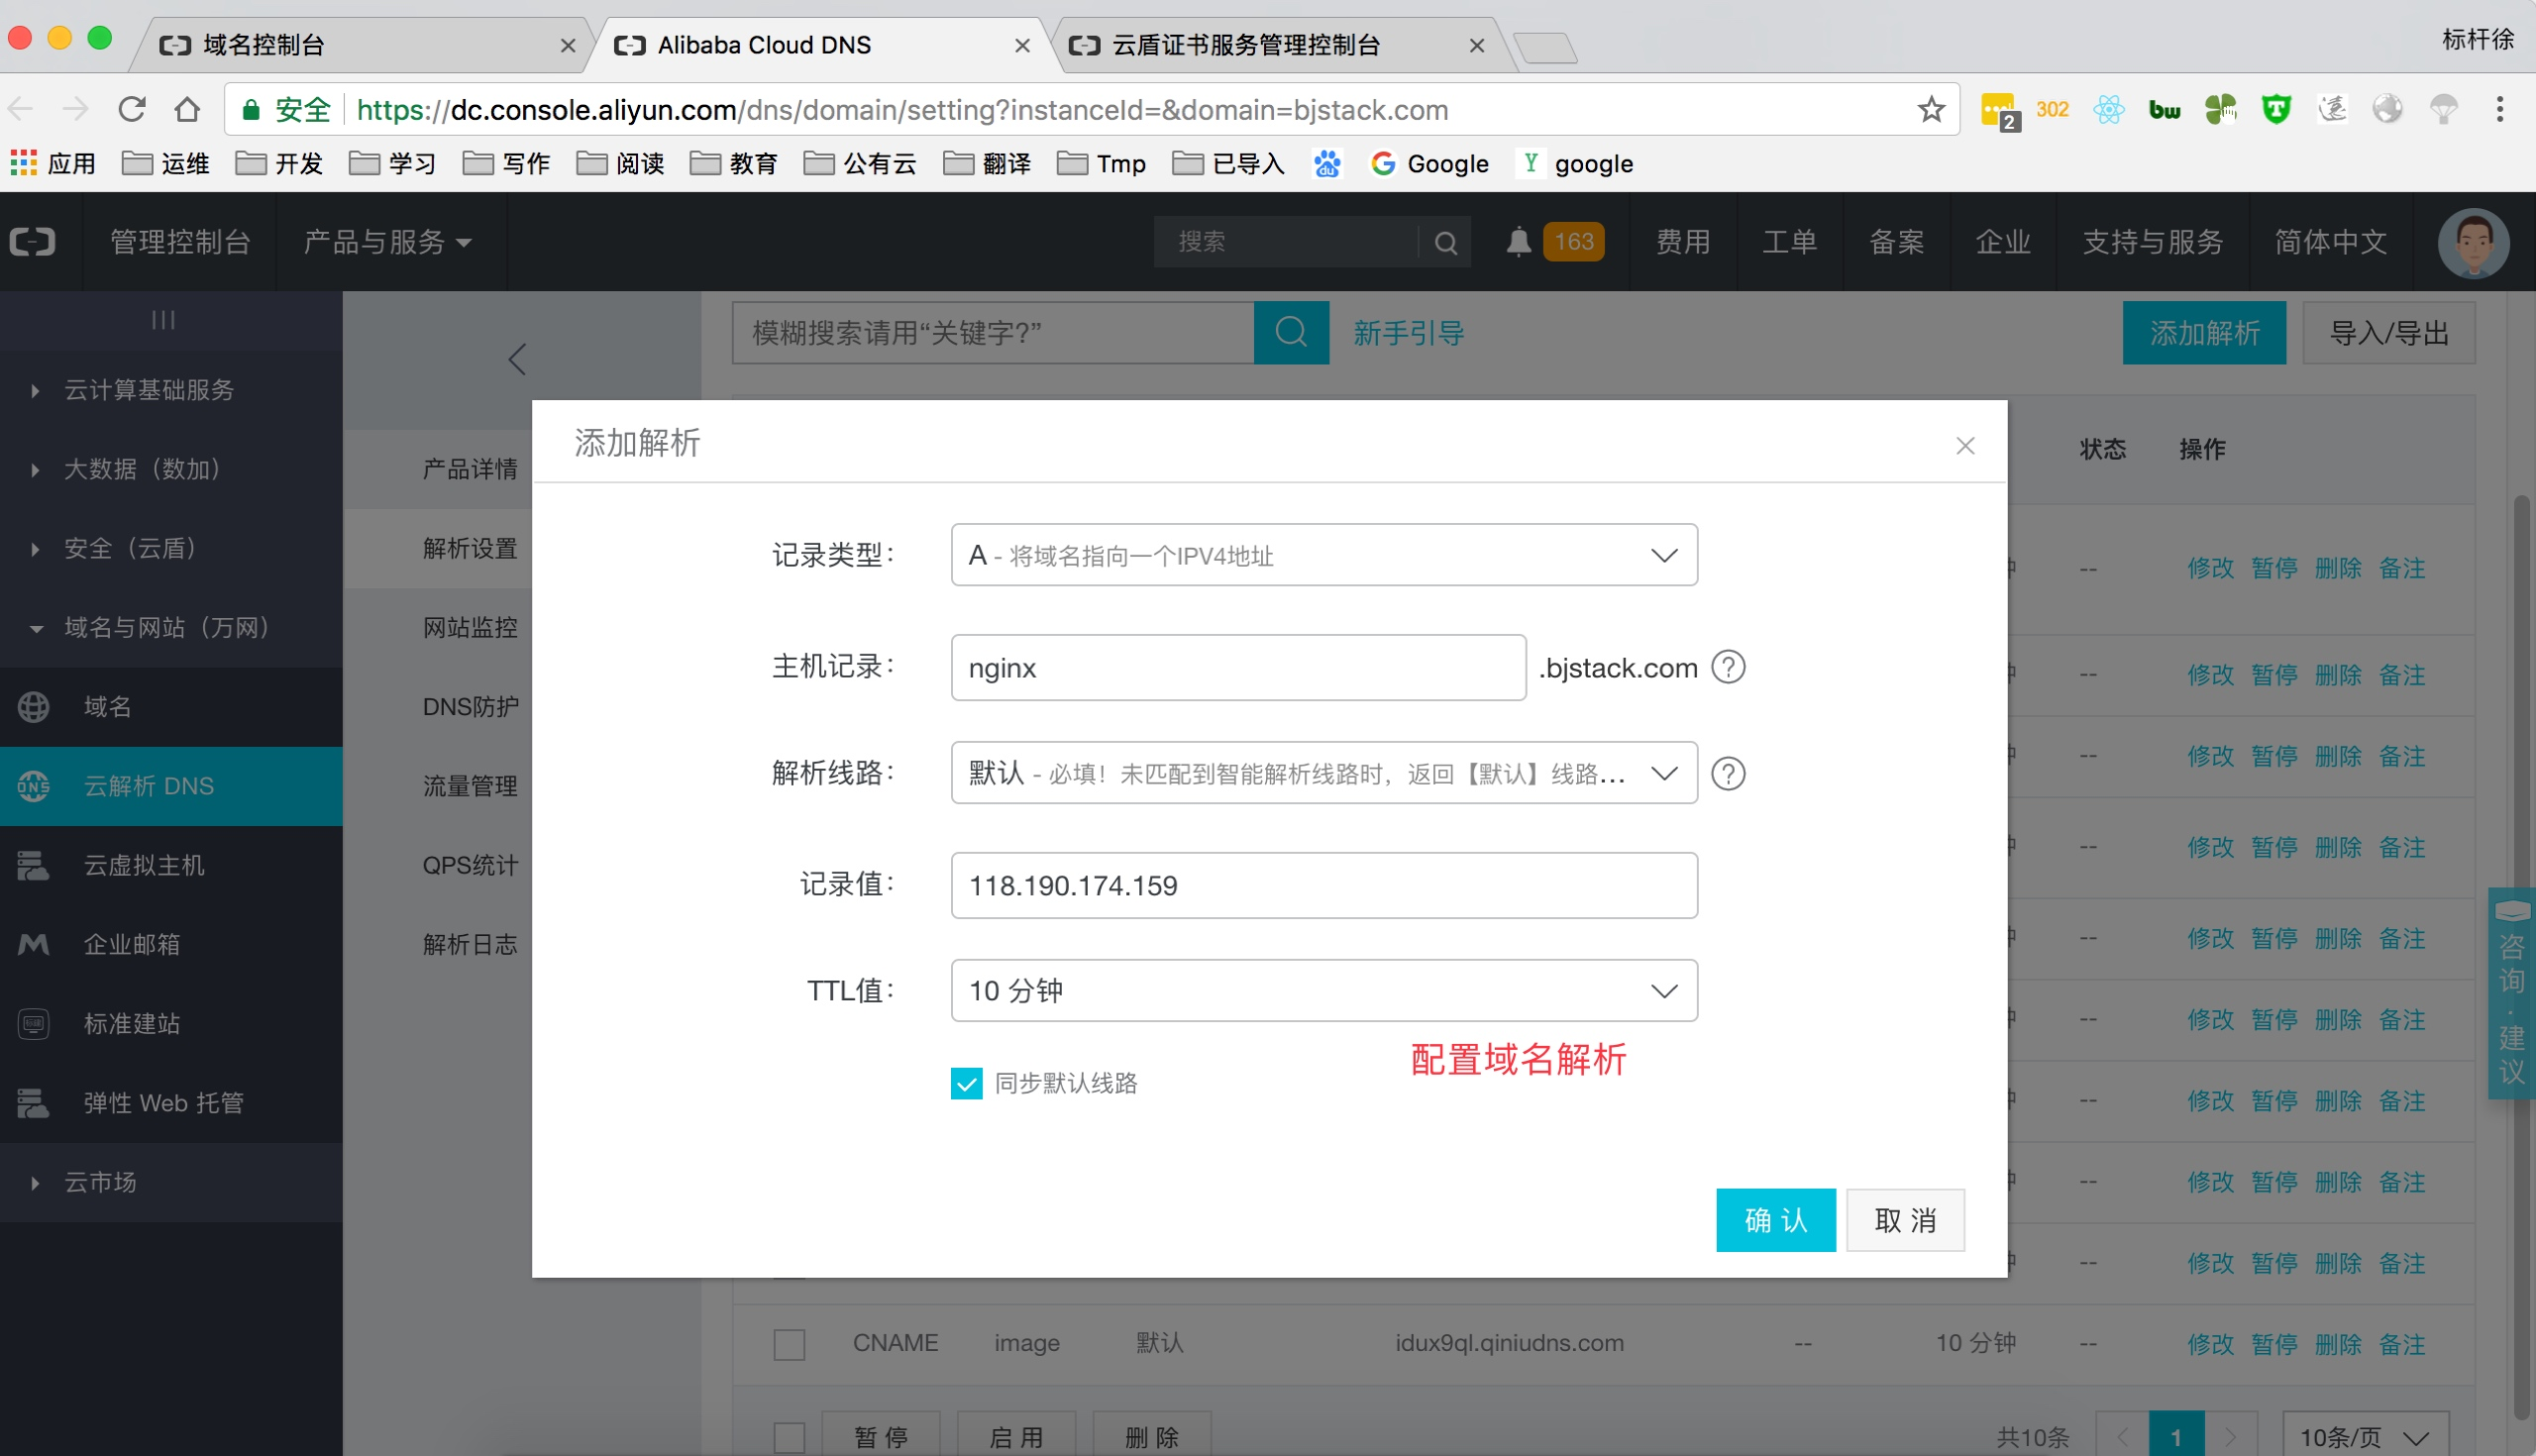 域名控制台
Alibaba Cloud DNS
云盾证书服务管理控制台
标杆徐
安全
https://dc.console.aliyun.com/dns/domain/setting?instanceId=&domain=bjstack.com
2
302
bw
应用
运维
开发
学习
写作
阅读
教育
公有云
翻译
Tmp
已导入
du
Google
google
管理控制台
产品与服务
搜索
163
费用
工单
备案
企业
支持与服务
简体中文
云计算基础服务
大数据（数加）
安全（云盾）
域名与网站（万网）
域名
DNS
云解析 DNS
云虚拟主机
企业邮箱
标准建站
弹性 Web 托管
云市场
产品详情
解析设置
网站监控
DNS防护
流量管理
QPS统计
解析日志
模糊搜索请用“关键字?”
新手引导
添加解析
导入/导出
状态
操作
添加解析
记录类型：
A - 将域名指向一个IPV4地址
主机记录：
nginx
.bjstack.com
解析线路：
默认 - 必填！未匹配到智能解析线路时，返回【默认】线路...
记录值：
118.190.174.159
TTL值：
10 分钟
配置域名解析
同步默认线路
确 认
取 消
-- 修改 暂停 删除 备注
-- 修改 暂停 删除 备注
-- 修改 暂停 删除 备注
-- 修改 暂停 删除 备注
-- 修改 暂停 删除 备注
-- 修改 暂停 删除 备注
-- 修改 暂停 删除 备注
-- 修改 暂停 删除 备注
-- 修改 暂停 删除 备注
CNAME image 默认 idux9ql.qiniudns.com -- 10 分钟 -- 修改 暂停 删除 备注
暂 停
启 用
删 除
共10条
1
10条/页
咨询·建议